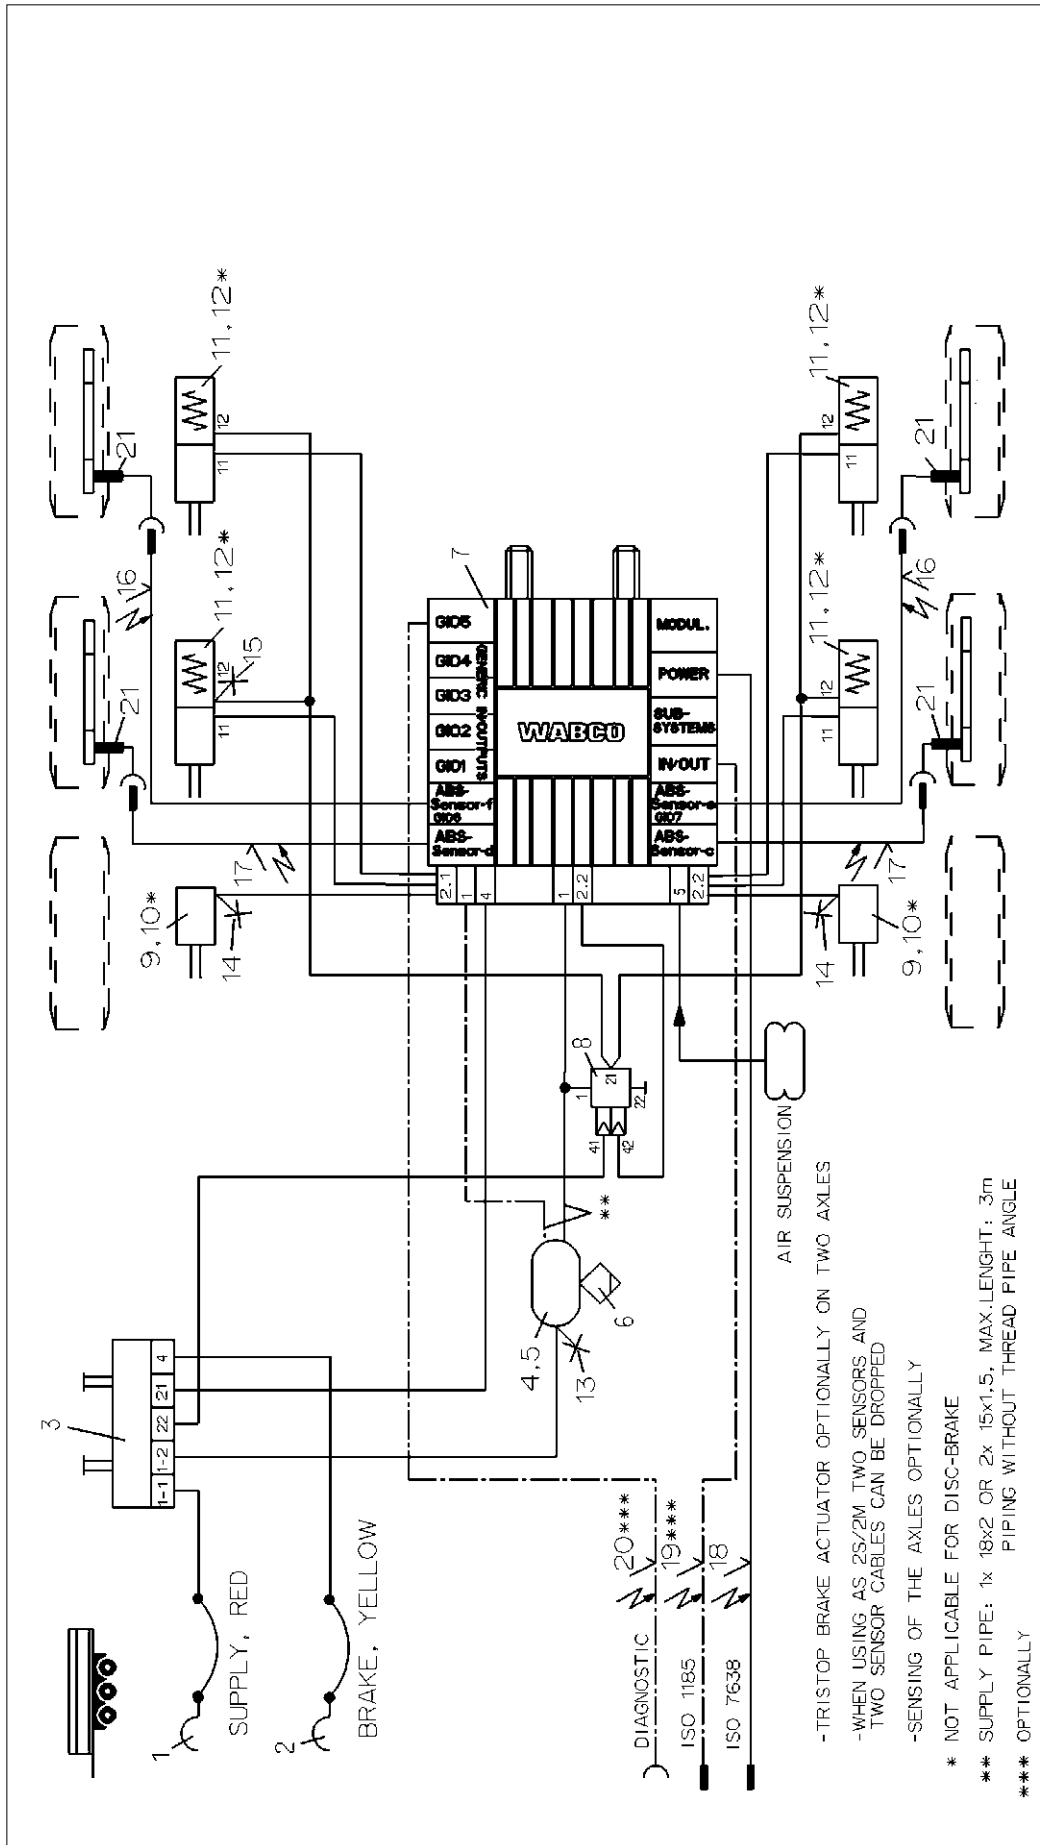 1
SUPPLY, RED
2
BRAKE, YELLOW
3
1-1
1-2
22
21
4
DIAGNOSTIC
20***
ISO 1185
19***
ISO 7638
18
4,5
13
6
**
8
1
41
42
21
22
AIR SUSPENSION
9,10*
14
17
21
11
12
15
11,12*
16
21
11
12
11,12*
7
2.1
1
4
1
2.2
5
2.2
ABS-
Sensor-d
ABS-
Sensor-f
GIO6
GIO1
GIO2
GIO3
GIO4
GIO5
GENERIC IN/OUTPUTS
WABCO
ABS-
Sensor-c
ABS-
Sensor-e
GIO7
IN/OUT
SUB-
SYSTEMS
POWER
MODUL.
14
9,10*
17
11
12
11,12*
21
16
11
12
11,12*
21
-TRISTOP BRAKE ACTUATOR OPTIONALLY ON TWO AXLES
-WHEN USING AS 2S/2M TWO SENSORS AND
TWO SENSOR CABLES CAN BE DROPPED
-SENSING OF THE AXLES OPTIONALLY
* NOT APPLICABLE FOR DISC-BRAKE
** SUPPLY PIPE: 1x 18x2 OR 2x 15x1,5, MAX.LENGHT: 3m
PIPING WITHOUT THREAD PIPE ANGLE
*** OPTIONALLY